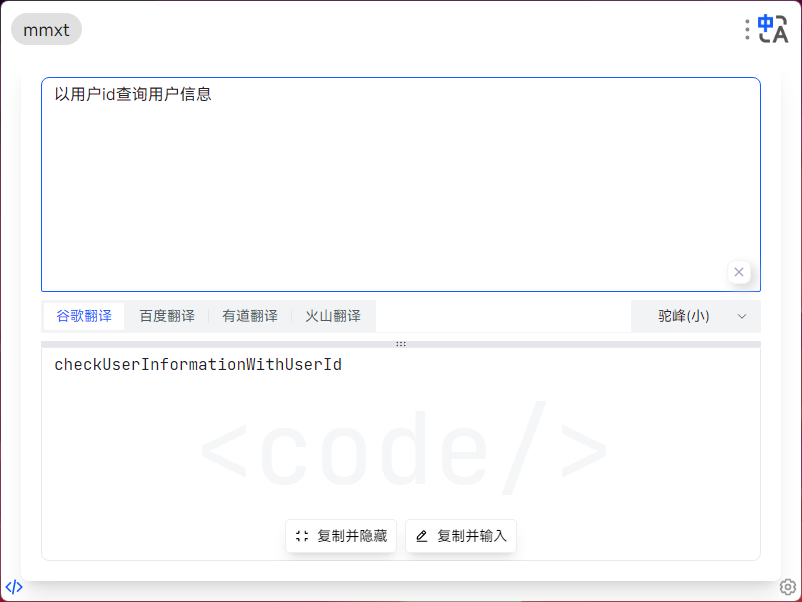 mmxt
以用户id查询用户信息
谷歌翻译 百度翻译 有道翻译 火山翻译 驼峰(小)
checkUserInformationWithUserId
<code/>
复制并隐藏 复制并输入